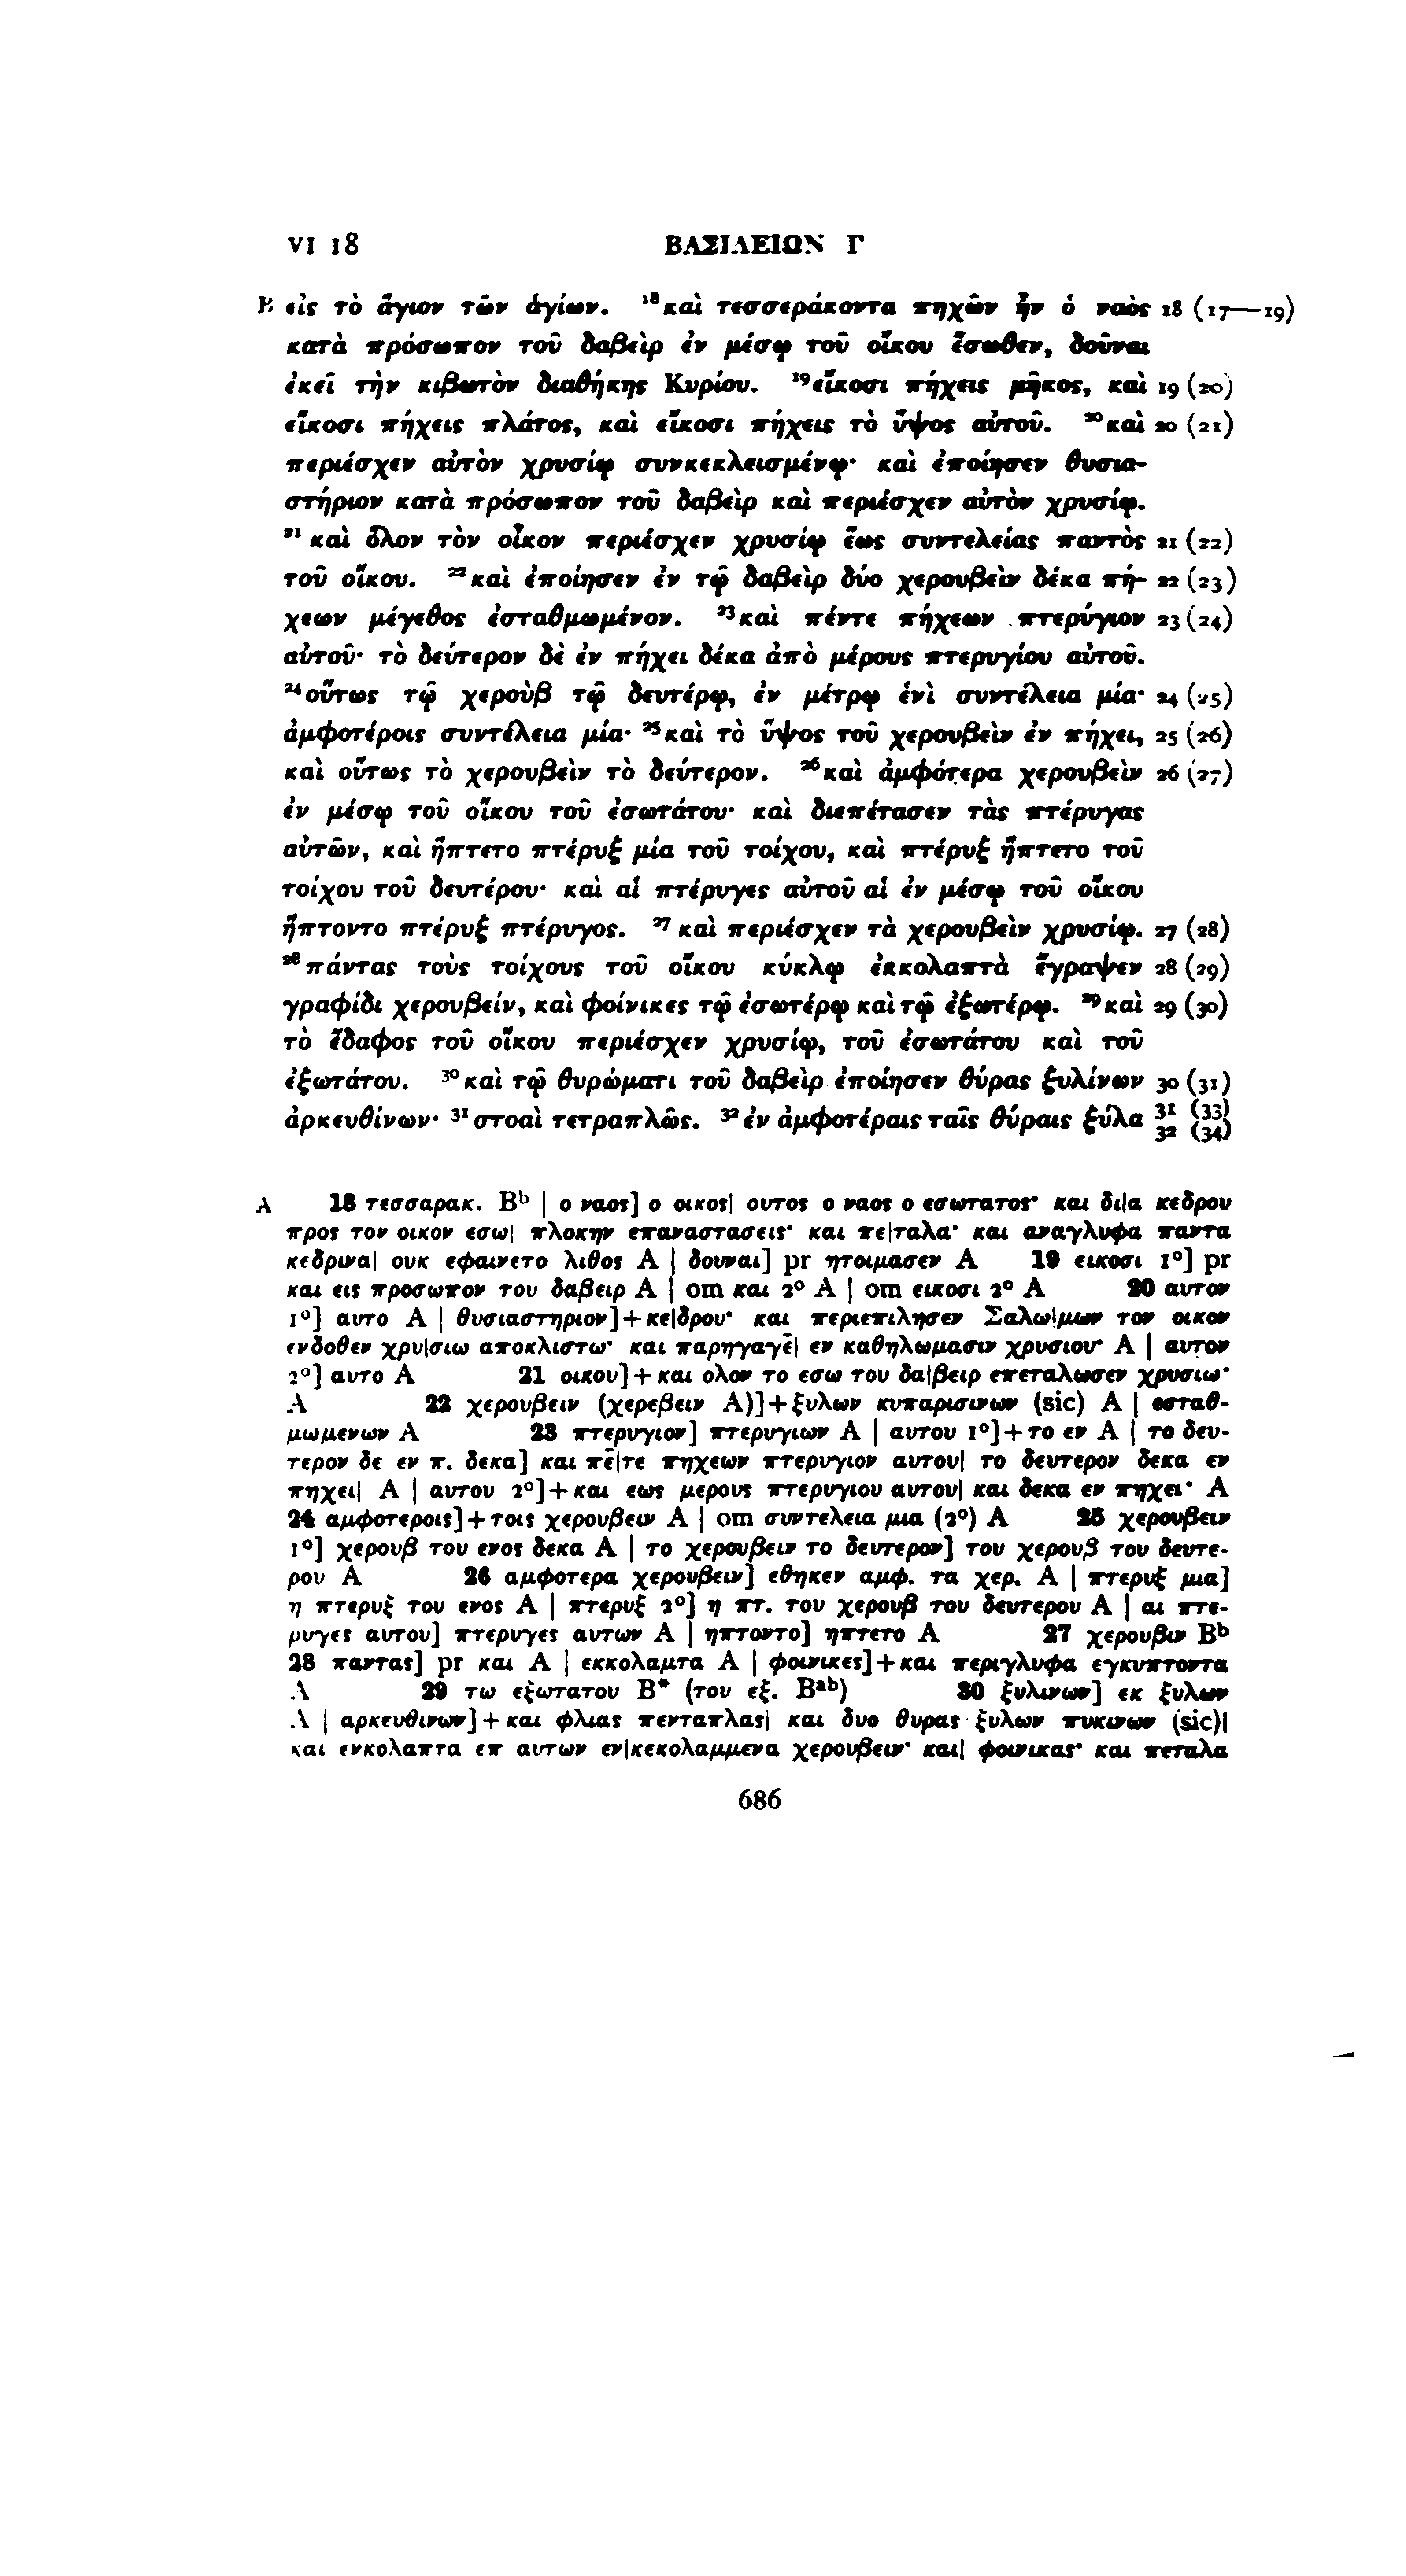 VI 18 ΒΑΣΙΛΕΙΩΝ Γ
B εἰς τὸ ἅγιον τῶν ἁγίων. ¹⁸καὶ τεσσεράκοντα πηχῶν ἦν ὁ ναὸς 18 (17—19)
κατὰ πρόσωπον τοῦ δαβεὶρ ἐν μέσῳ τοῦ οἴκου ἔσωθεν, δοῦναι
ἐκεῖ τὴν κιβωτὸν διαθήκης Κυρίου. ¹⁹εἴκοσι πήχεις μῆκος, καὶ 19 (20)
εἴκοσι πήχεις πλάτος, καὶ εἴκοσι πήχεις τὸ ὕψος αὐτοῦ. ²⁰καὶ 20 (21)
περιέσχεν αὐτὸν χρυσίῳ συνκεκλεισμένῳ· καὶ ἐποίησεν θυσια-
στήριον κατὰ πρόσωπον τοῦ δαβεὶρ καὶ περιέσχεν αὐτὸν χρυσίῳ.
²¹ καὶ ὅλον τὸν οἶκον περιέσχεν χρυσίῳ ἕως συντελείας παντὸς 21 (22)
τοῦ οἴκου. ²²καὶ ἐποίησεν ἐν τῷ δαβεὶρ δύο χερουβεὶν δέκα πή- 22 (23)
χεων μέγεθος ἐσταθμωμένον. ²³καὶ πέντε πήχεων πτερύγιον 23 (24)
αὐτοῦ· τὸ δεύτερον δὲ ἐν πήχει δέκα ἀπὸ μέρους πτερυγίου αὐτοῦ.
²⁴οὕτως τῷ χεροὺβ τῷ δευτέρῳ, ἐν μέτρῳ ἑνὶ συντέλεια μία· 24 (25)
ἀμφοτέροις συντέλεια μία· ²⁵καὶ τὸ ὕψος τοῦ χερουβεὶν ἐν πήχει, 25 (26)
καὶ οὕτως τὸ χερουβεὶν τὸ δεύτερον. ²⁶καὶ ἀμφότερα χερουβεὶν 26 (27)
ἐν μέσῳ τοῦ οἴκου τοῦ ἐσωτάτου· καὶ διεπέτασεν τὰς πτέρυγας
αὐτῶν, καὶ ἥπτετο πτέρυξ μία τοῦ τοίχου, καὶ πτέρυξ ἥπτετο τοῦ
τοίχου τοῦ δευτέρου· καὶ αἱ πτέρυγες αὐτοῦ αἱ ἐν μέσῳ τοῦ οἴκου
ἥπτοντο πτέρυξ πτέρυγος. ²⁷ καὶ περιέσχεν τὰ χερουβεὶν χρυσίῳ. 27 (28)
²⁸πάντας τοὺς τοίχους τοῦ οἴκου κύκλῳ ἐκκολαπτὰ ἔγραψεν 28 (29)
γραφίδι χερουβείν, καὶ φοίνικες τῷ ἐσωτέρῳ καὶ τῷ ἐξωτέρῳ. ²⁹καὶ 29 (30)
τὸ ἔδαφος τοῦ οἴκου περιέσχεν χρυσίῳ, τοῦ ἐσωτάτου καὶ τοῦ
ἐξωτάτου. ³⁰καὶ τῷ θυρώματι τοῦ δαβεὶρ ἐποίησεν θύρας ξυλίνων 30 (31)
ἀρκευθίνων· ³¹στοαὶ τετραπλῶς. ³²ἐν ἀμφοτέραις ταῖς θύραις ξύλα 31 (33) 32 (34)
A 18 τεσσαρακ. Bᵇ | ο ναος] ο οικος| ουτος ο ναος ο εσωτατος· και δι|α κεδρου
προς τον οικον εσω| πλοκην επαναστασεις· και πε|ταλα· και αναγλυφα παντα
κεδρινα| ουκ εφαινετο λιθος A | δουναι] pr ητοιμασεν A 19 εικοσι 1°] pr
και εις προσωπον του δαβειρ A | om και 2° A | om εικοσι 2° A 20 αυτον
1°] αυτο A | θυσιαστηριον]+κε|δρου· και περιεπιλησεν Σαλω|μων τον οικον
ενδοθεν χρυ|σιω αποκλιστω· και παρηγαγε̄| εν καθηλωμασιν χρυσιου· A | αυτον
2°] αυτο A 21 οικου]+και ολον το εσω του δα|βειρ επεταλωσεν χρυσιω·
A 22 χερουβειν (χερεβειν A)]+ξυλων κυπαρισινων (sic) A | εσταθ-
μωμενων A 23 πτερυγιον] πτερυγιων A | αυτου 1°]+το εν A | το δευ-
τερον δε εν π. δεκα] και πε̄|τε πηχεων πτερυγιον αυτου| το δευτερον δεκα εν
πηχει| A | αυτου 2°]+και εως μερους πτερυγιου αυτου| και δεκα εν πηχει· A
24 αμφοτεροις]+τοις χερουβειν A | om συντελεια μια (2°) A 25 χερουβειν
1°] χερουβ του ενος δεκα A | το χερουβειν το δευτερον] του χερουβ του δευτε-
ρου A 26 αμφοτερα χερουβειν] εθηκεν αμφ. τα χερ. A | πτερυξ μια]
η πτερυξ του ενος A | πτερυξ 2°] η πτ. του χερουβ του δευτερου A | αι πτε-
ρυγες αυτου] πτερυγες αυτων A | ηπτοντο] ηπτετο A 27 χερουβιν Bᵇ
28 παντας] pr και A | εκκολαμτα A | φοινικες]+και περιγλυφα εγκυπτοντα
A 29 τω εξωτατου B* (του εξ. Bᵃᵇ) 30 ξυλινων] εκ ξυλων
A | αρκευθινων]+και φλιας πενταπλας| και δυο θυρας ξυλων πυκινων (sic)|
και ενκολαπτα επ αυτων εν|κεκολαμμενα χερουβειν· και| φοινικας· και πεταλα
686